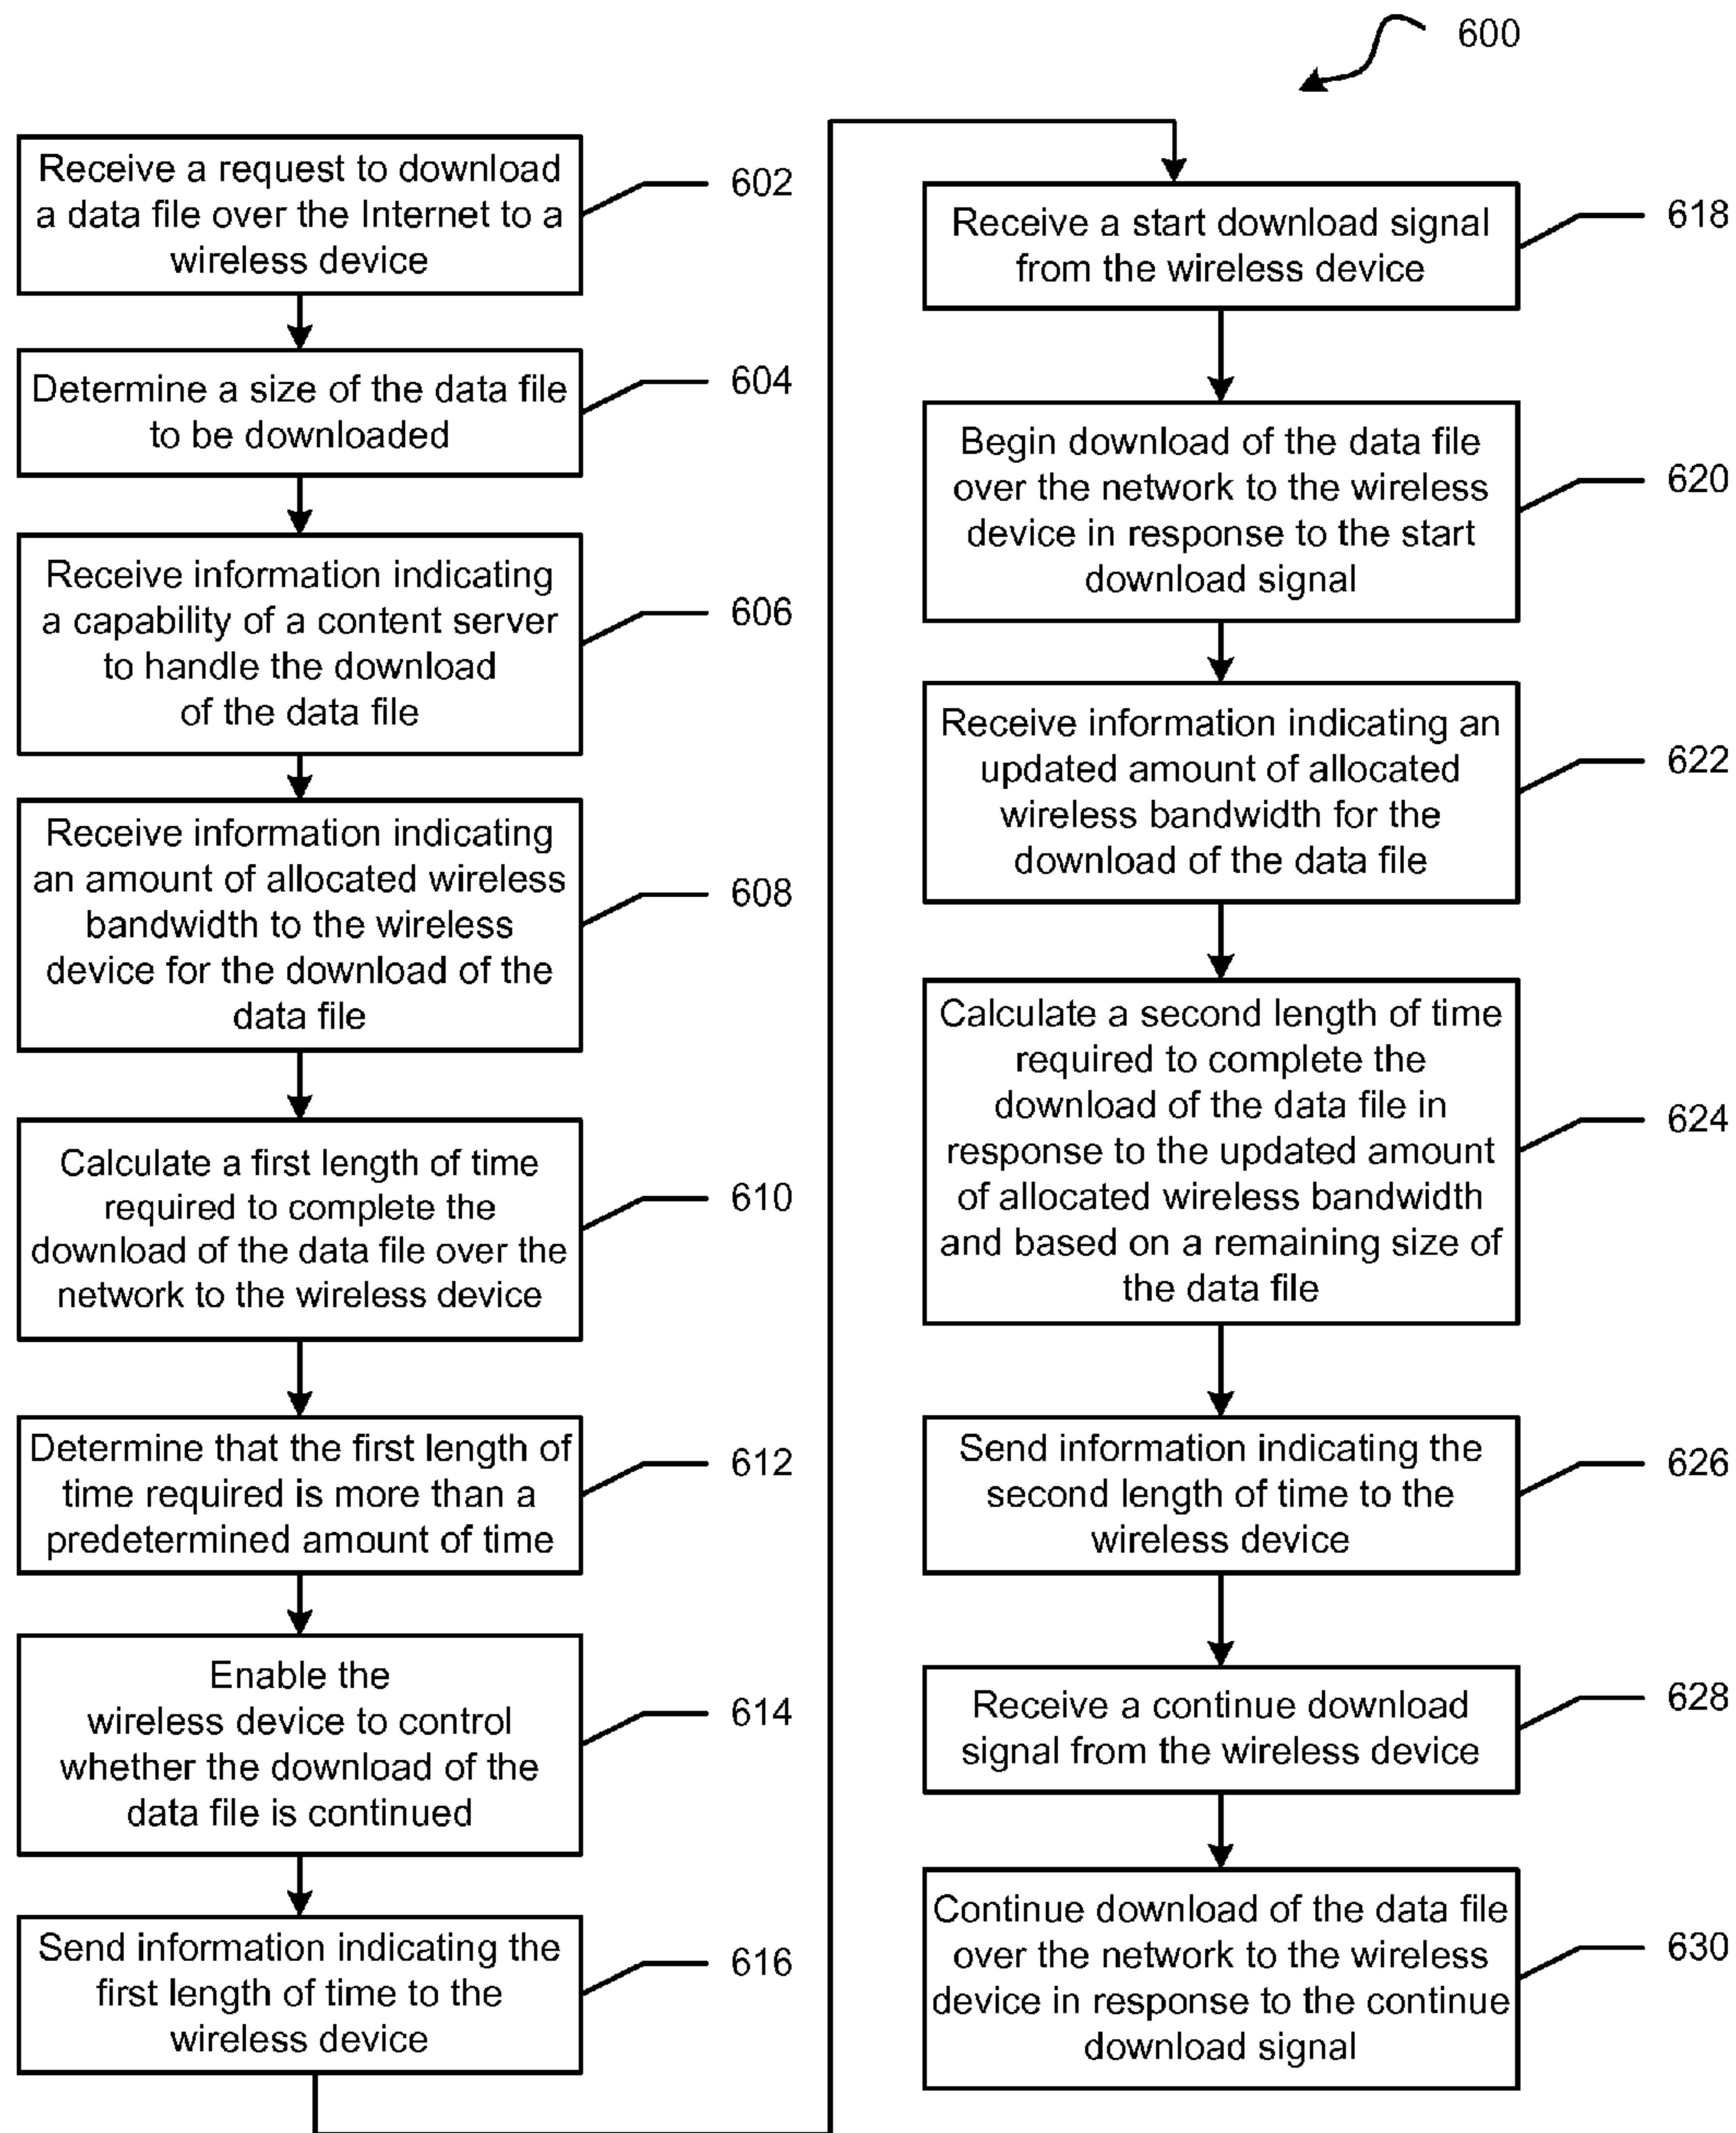 600
Receive a request to download
a data file over the Internet to a
wireless device
602
Determine a size of the data file
to be downloaded
604
Receive information indicating
a capability of a content server
to handle the download
of the data file
606
Receive information indicating
an amount of allocated wireless
bandwidth to the wireless
device for the download of the
data file
608
Calculate a first length of time
required to complete the
download of the data file over the
network to the wireless device
610
Determine that the first length of
time required is more than a
predetermined amount of time
612
Enable the
wireless device to control
whether the download of the
data file is continued
614
Send information indicating the
first length of time to the
wireless device
616
Receive a start download signal
from the wireless device
618
Begin download of the data file
over the network to the wireless
device in response to the start
download signal
620
Receive information indicating an
updated amount of allocated
wireless bandwidth for the
download of the data file
622
Calculate a second length of time
required to complete the
download of the data file in
response to the updated amount
of allocated wireless bandwidth
and based on a remaining size of
the data file
624
Send information indicating the
second length of time to the
wireless device
626
Receive a continue download
signal from the wireless device
628
Continue download of the data file
over the network to the wireless
device in response to the continue
download signal
630